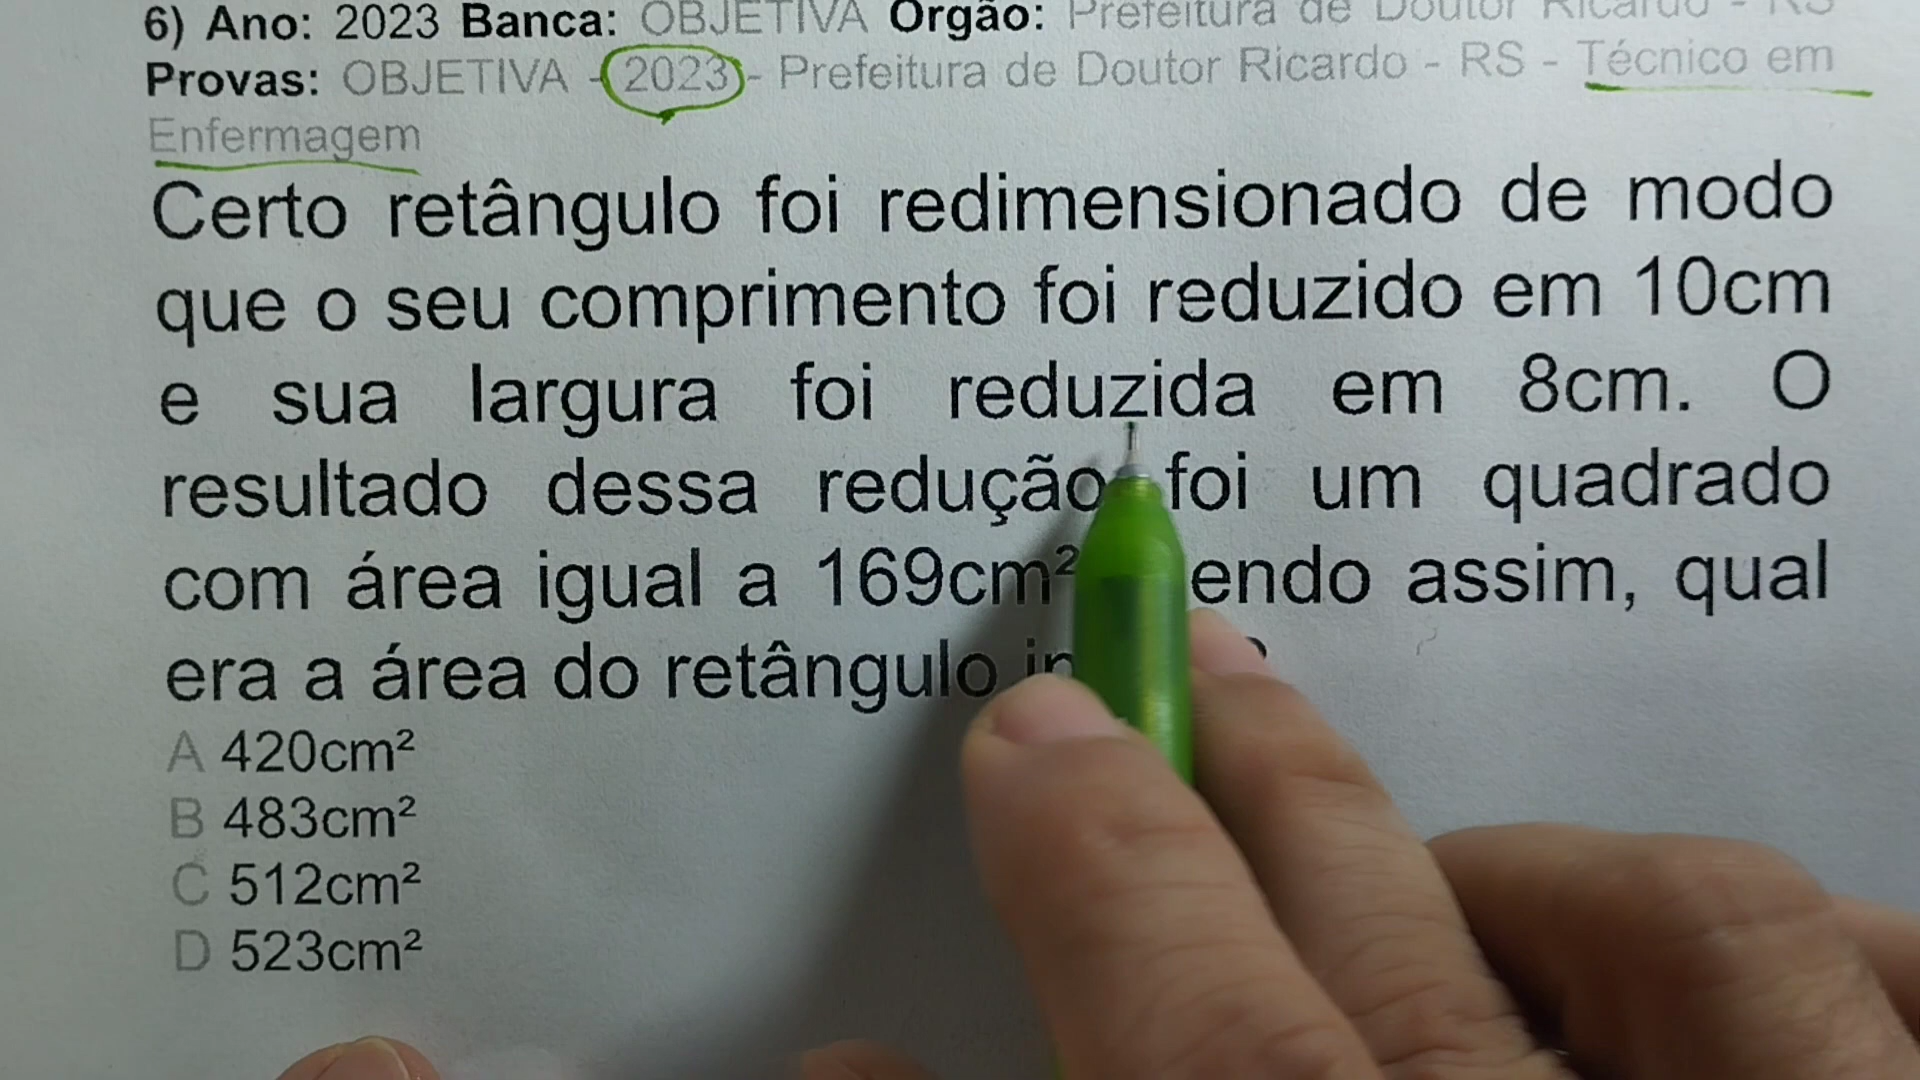 6) Ano: 2023 Banca: OBJETIVA Orgão: Prefeitura de Doutor Ricardo - RS
Provas: OBJETIVA - 2023 - Prefeitura de Doutor Ricardo - RS - Técnico em
Enfermagem
Certo retângulo foi redimensionado de modo
que o seu comprimento foi reduzido em 10cm
e sua largura foi reduzida em 8cm. O
resultado dessa redução foi um quadrado
com área igual a 169cm² endo assim, qual
era a área do retângulo
A 420cm²
B 483cm²
C 512cm²
D 523cm²